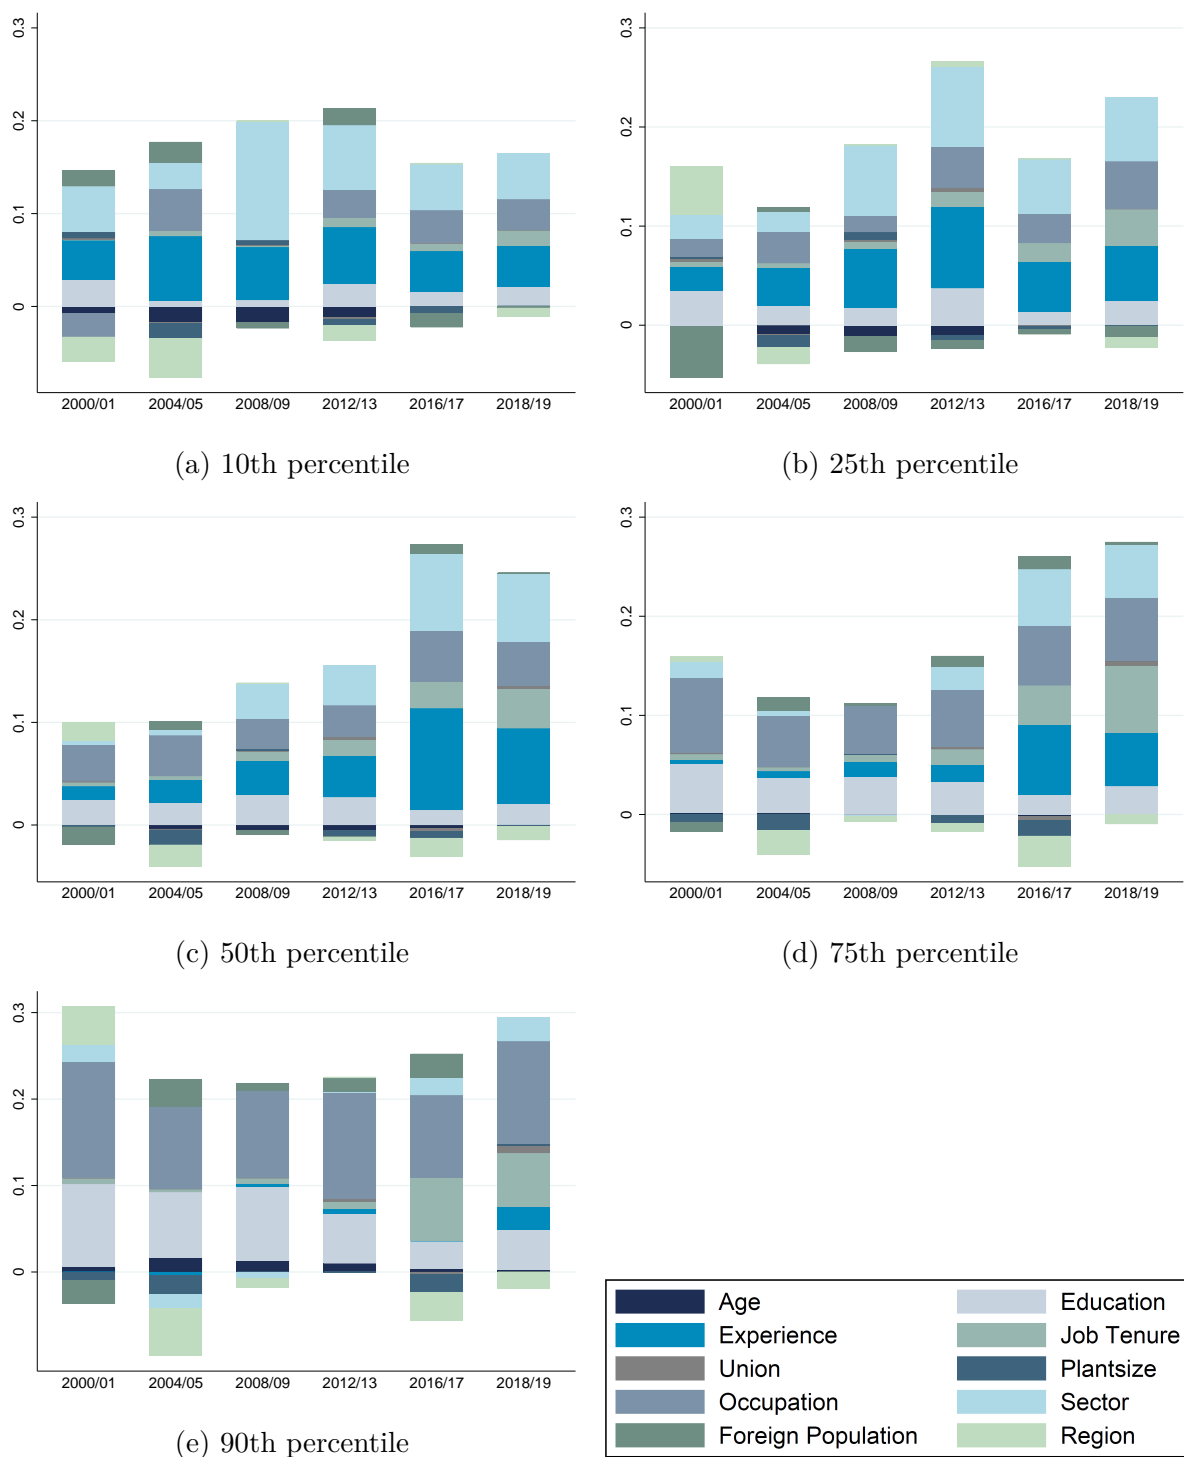 0.3
0.2
0.1
0
2000/01 2004/05 2008/09 2012/13 2016/17 2018/19
(a) 10th percentile
0.3
0.2
0.1
0
2000/01 2004/05 2008/09 2012/13 2016/17 2018/19
(b) 25th percentile
0.3
0.2
0.1
0
2000/01 2004/05 2008/09 2012/13 2016/17 2018/19
(c) 50th percentile
0.3
0.2
0.1
0
2000/01 2004/05 2008/09 2012/13 2016/17 2018/19
(d) 75th percentile
0.3
0.2
0.1
0
2000/01 2004/05 2008/09 2012/13 2016/17 2018/19
(e) 90th percentile
Age Education
Experience Job Tenure
Union Plantsize
Occupation Sector
Foreign Population Region